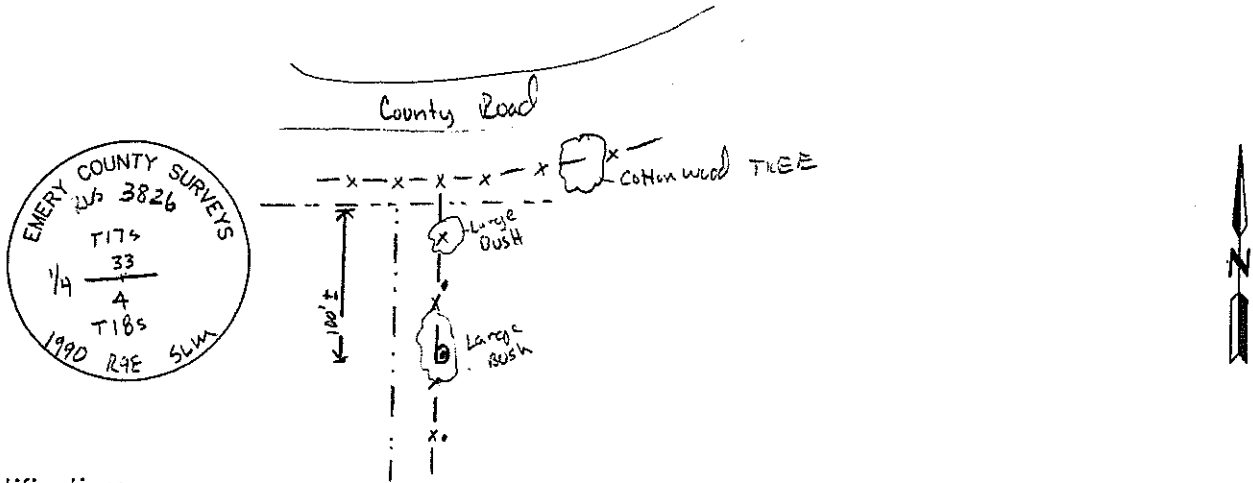 County Road
Cottonwood TREE
EMERY COUNTY SURVEYS
3826
T17S
33
1/4
4
T18S
1990 R9E SLM
Large
BUSH
100'±
Large
BUSH
N